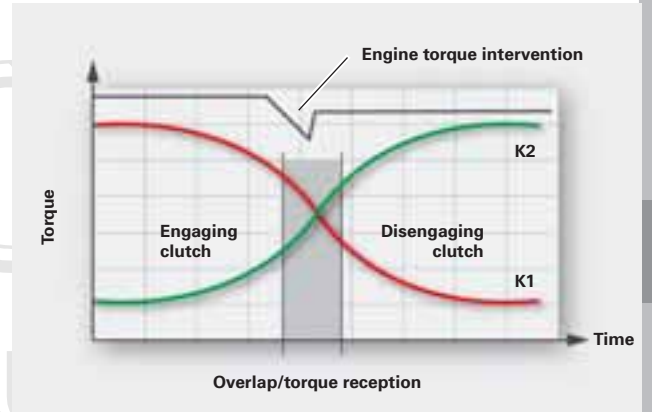 Engine torque intervention
K2
Torque
Engaging
clutch
Disengaging
clutch
K1
Time
Overlap/torque reception